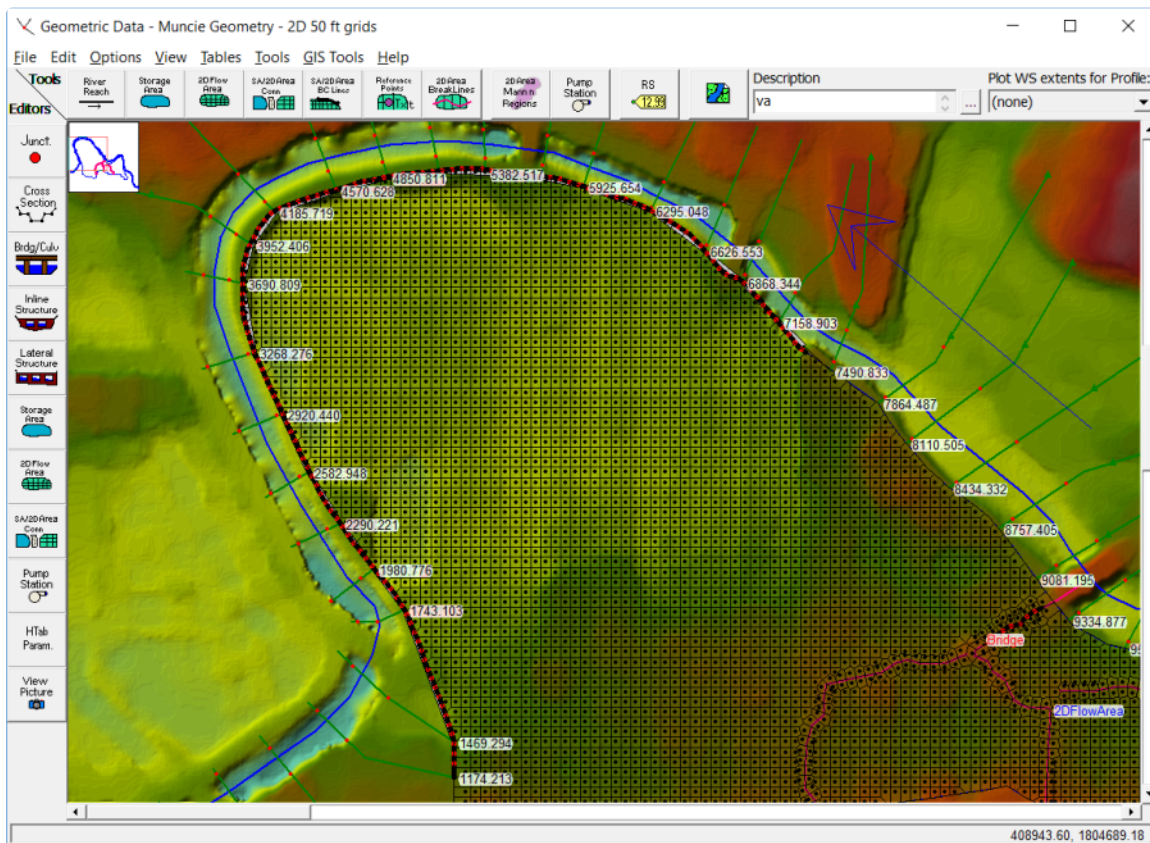 Geometric Data - Muncie Geometry - 2D 50 ft grids
File Edit Options View Tables Tools GIS Tools Help
Tools
Editors
River
Reach
Storage
Area
2D Flow
Area
SA/2D Area
Conn
SA/2D Area
BC Lines
Reference
Points
2D Area
BreakLines
2D Area
Mann n
Regions
Pump
Station
RS
12.99
Description
va
...
Plot WS extents for Profile:
(none)
Junct.
Cross
Section
Brdg/Culv
Inline
Structure
Lateral
Structure
Storage
Area
2D Flow
Area
SA/2D Area
Conn
Pump
Station
HTab
Param.
View
Picture
4850.811
5382.517
4570.628
5925.654
4185.719
6295.048
3952.406
6626.553
3690.809
6868.344
7158.903
3268.276
7490.833
2920.440
7864.487
8110.505
2582.948
8434.332
2290.221
8757.405
1980.776
9081.195
1743.103
9334.877
Bridge
2DFlowArea
1469.294
1174.213
408943.60, 1804689.18